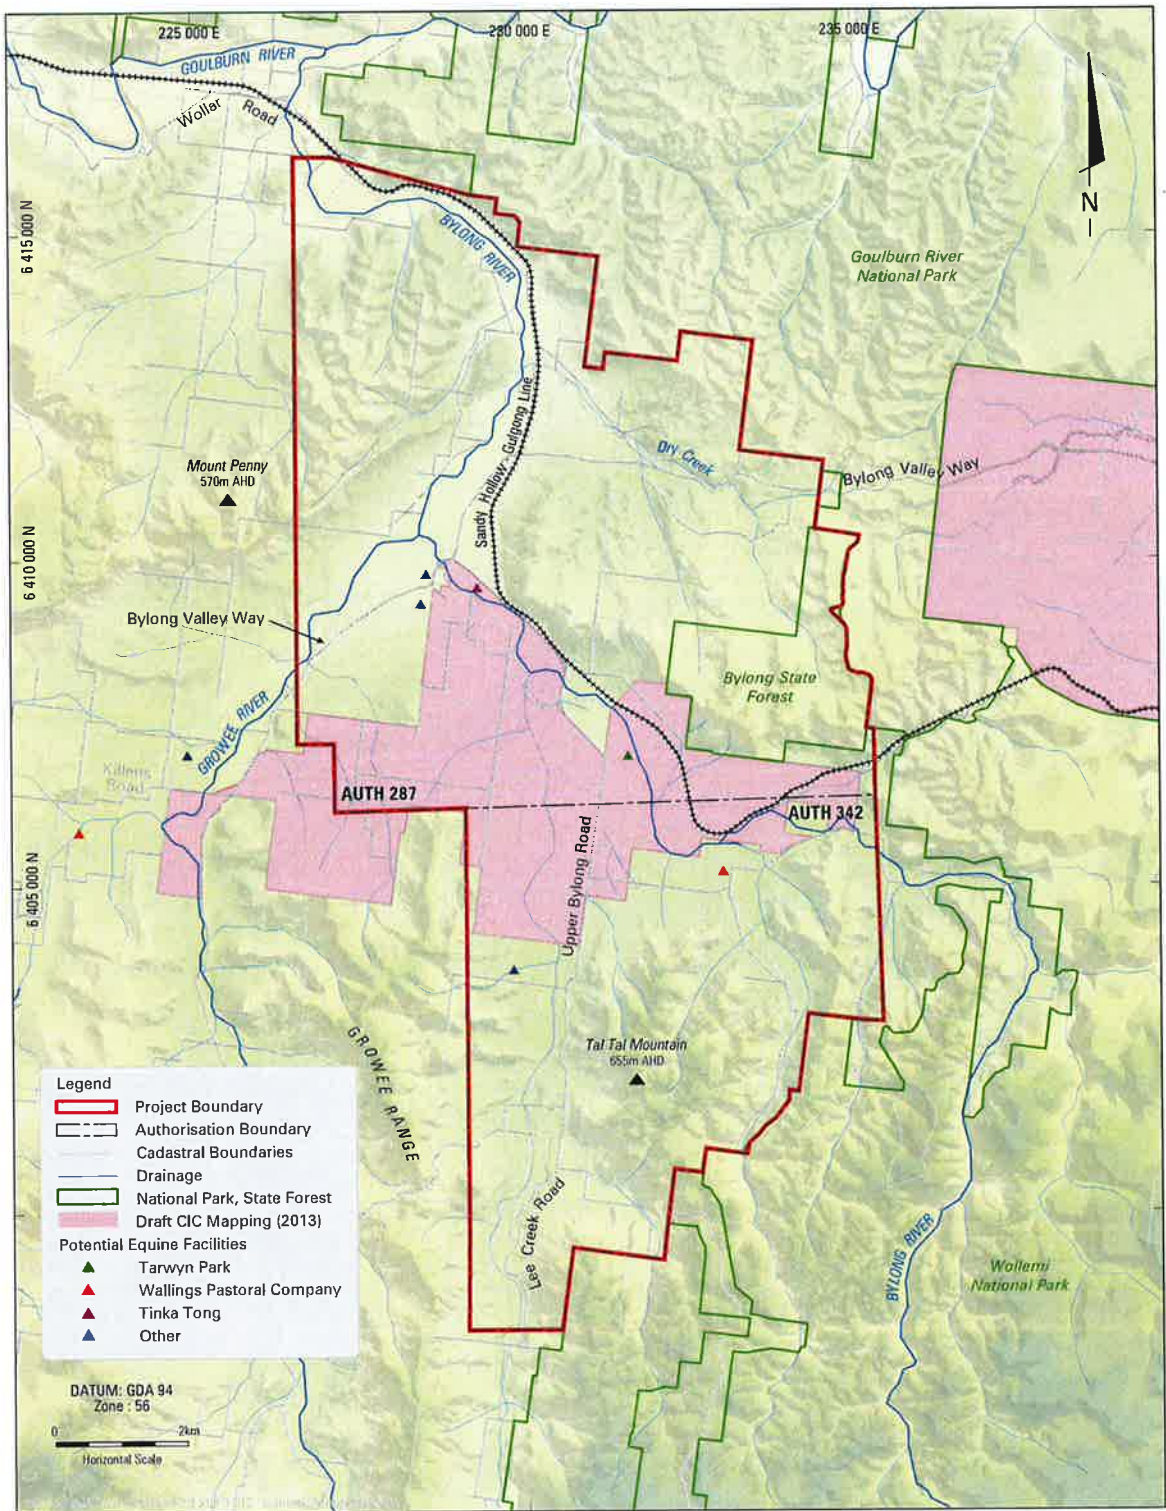 225 000 E
230 000 E
235 000 E
GOULBURN RIVER
Wollar Road
N
6 415 000 N
BYLONG RIVER
Goulburn River
National Park
Sandy Hollow - Gulgong Line
Dry Creek
Mount Penny
570m AHD
Bylong Valley Way
6 410 000 N
Bylong Valley Way
Bylong State
Forest
GROWEE RIVER
Killens
Road
AUTH 287
AUTH 342
Upper Bylong Road
6 405 000 N
GROWEE RANGE
Tal Tal Mountain
655m AHD
Lee Creek Road
BYLONG RIVER
Wollemi
National Park
Legend
Project Boundary
Authorisation Boundary
Cadastral Boundaries
Drainage
National Park, State Forest
Draft CIC Mapping (2013)
Potential Equine Facilities
Tarwyn Park
Wallings Pastoral Company
Tinka Tong
Other
DATUM: GDA 94
Zone : 56
0 2km
Horizontal Scale